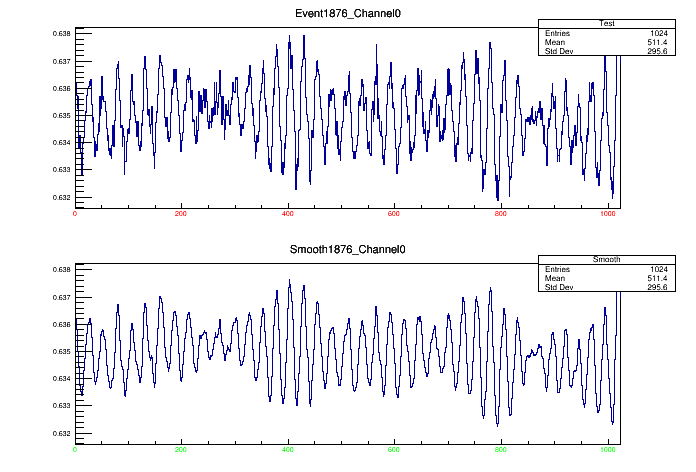 Event1876_Channel0
Test
Entries 1024
Mean 511.4
Std Dev 295.6
0.638
0.637
0.636
0.635
0.634
0.633
0.632
0 200 400 600 800 1000
Smooth1876_Channel0
Smooth
Entries 1024
Mean 511.4
Std Dev 295.6
0.638
0.637
0.636
0.635
0.634
0.633
0.632
0 200 400 600 800 1000